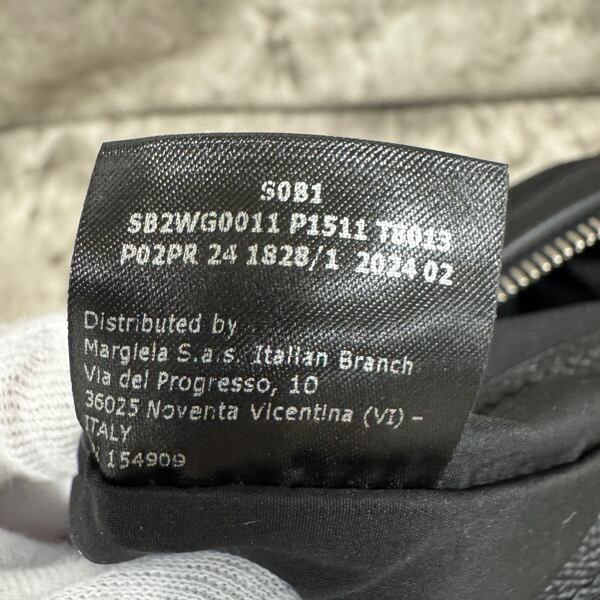 S0B1
SB2WG0011 P1511 T8013
P02PR 24 1828/1 2024 02
Distributed by
Margiela S.a.s. Italian Branch
Via del Progresso, 10
36025 Noventa Vicentina (VI) -
ITALY
154909